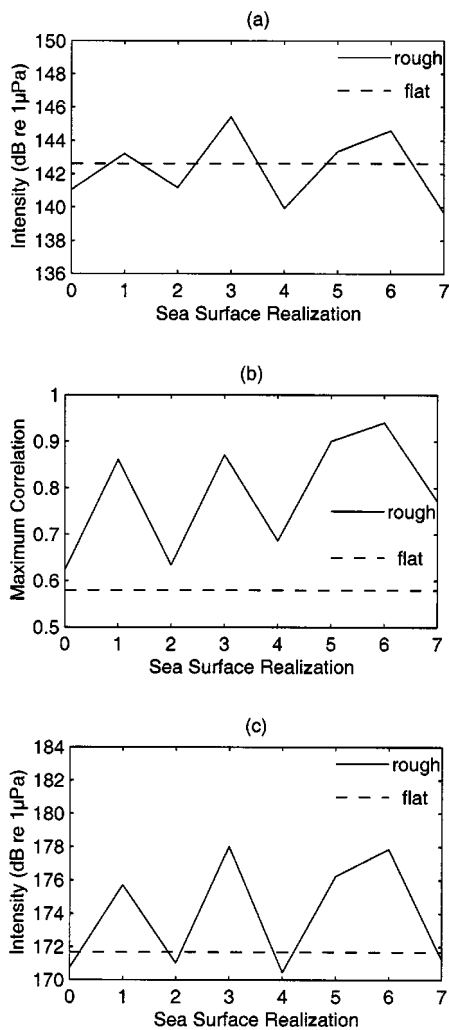 (a)
150
148
146
144
142
140
138
136
Intensity (dB re 1µPa)
rough
flat
0 1 2 3 4 5 6 7
Sea Surface Realization
(b)
1
0.9
0.8
0.7
0.6
0.5
Maximum Correlation
rough
flat
0 1 2 3 4 5 6 7
Sea Surface Realization
(c)
184
182
180
178
176
174
172
170
Intensity (dB re 1µPa)
rough
flat
0 1 2 3 4 5 6 7
Sea Surface Realization